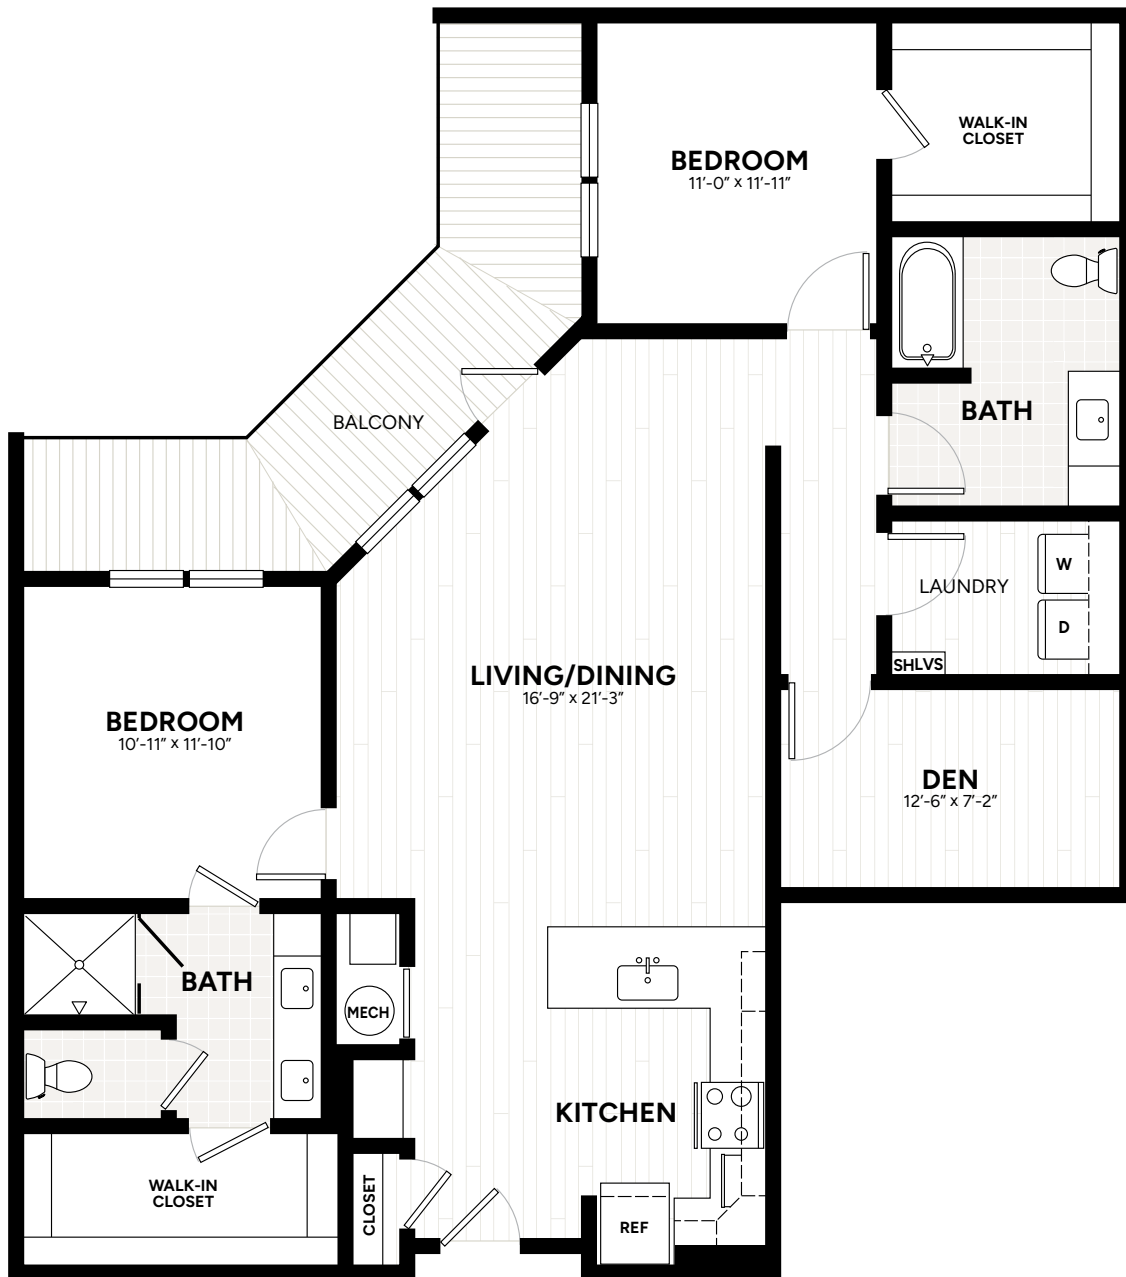 BEDROOM
11’-0” x 11’-11”
WALK-IN
CLOSET
BATH
BALCONY
W
LAUNDRY
D
SHLVS
LIVING/DINING
16’-9” x 21’-3”
BEDROOM
10’-11” x 11’-10”
DEN
12’-6” x 7’-2”
BATH
MECH
KITCHEN
WALK-IN
CLOSET
CLOSET
REF